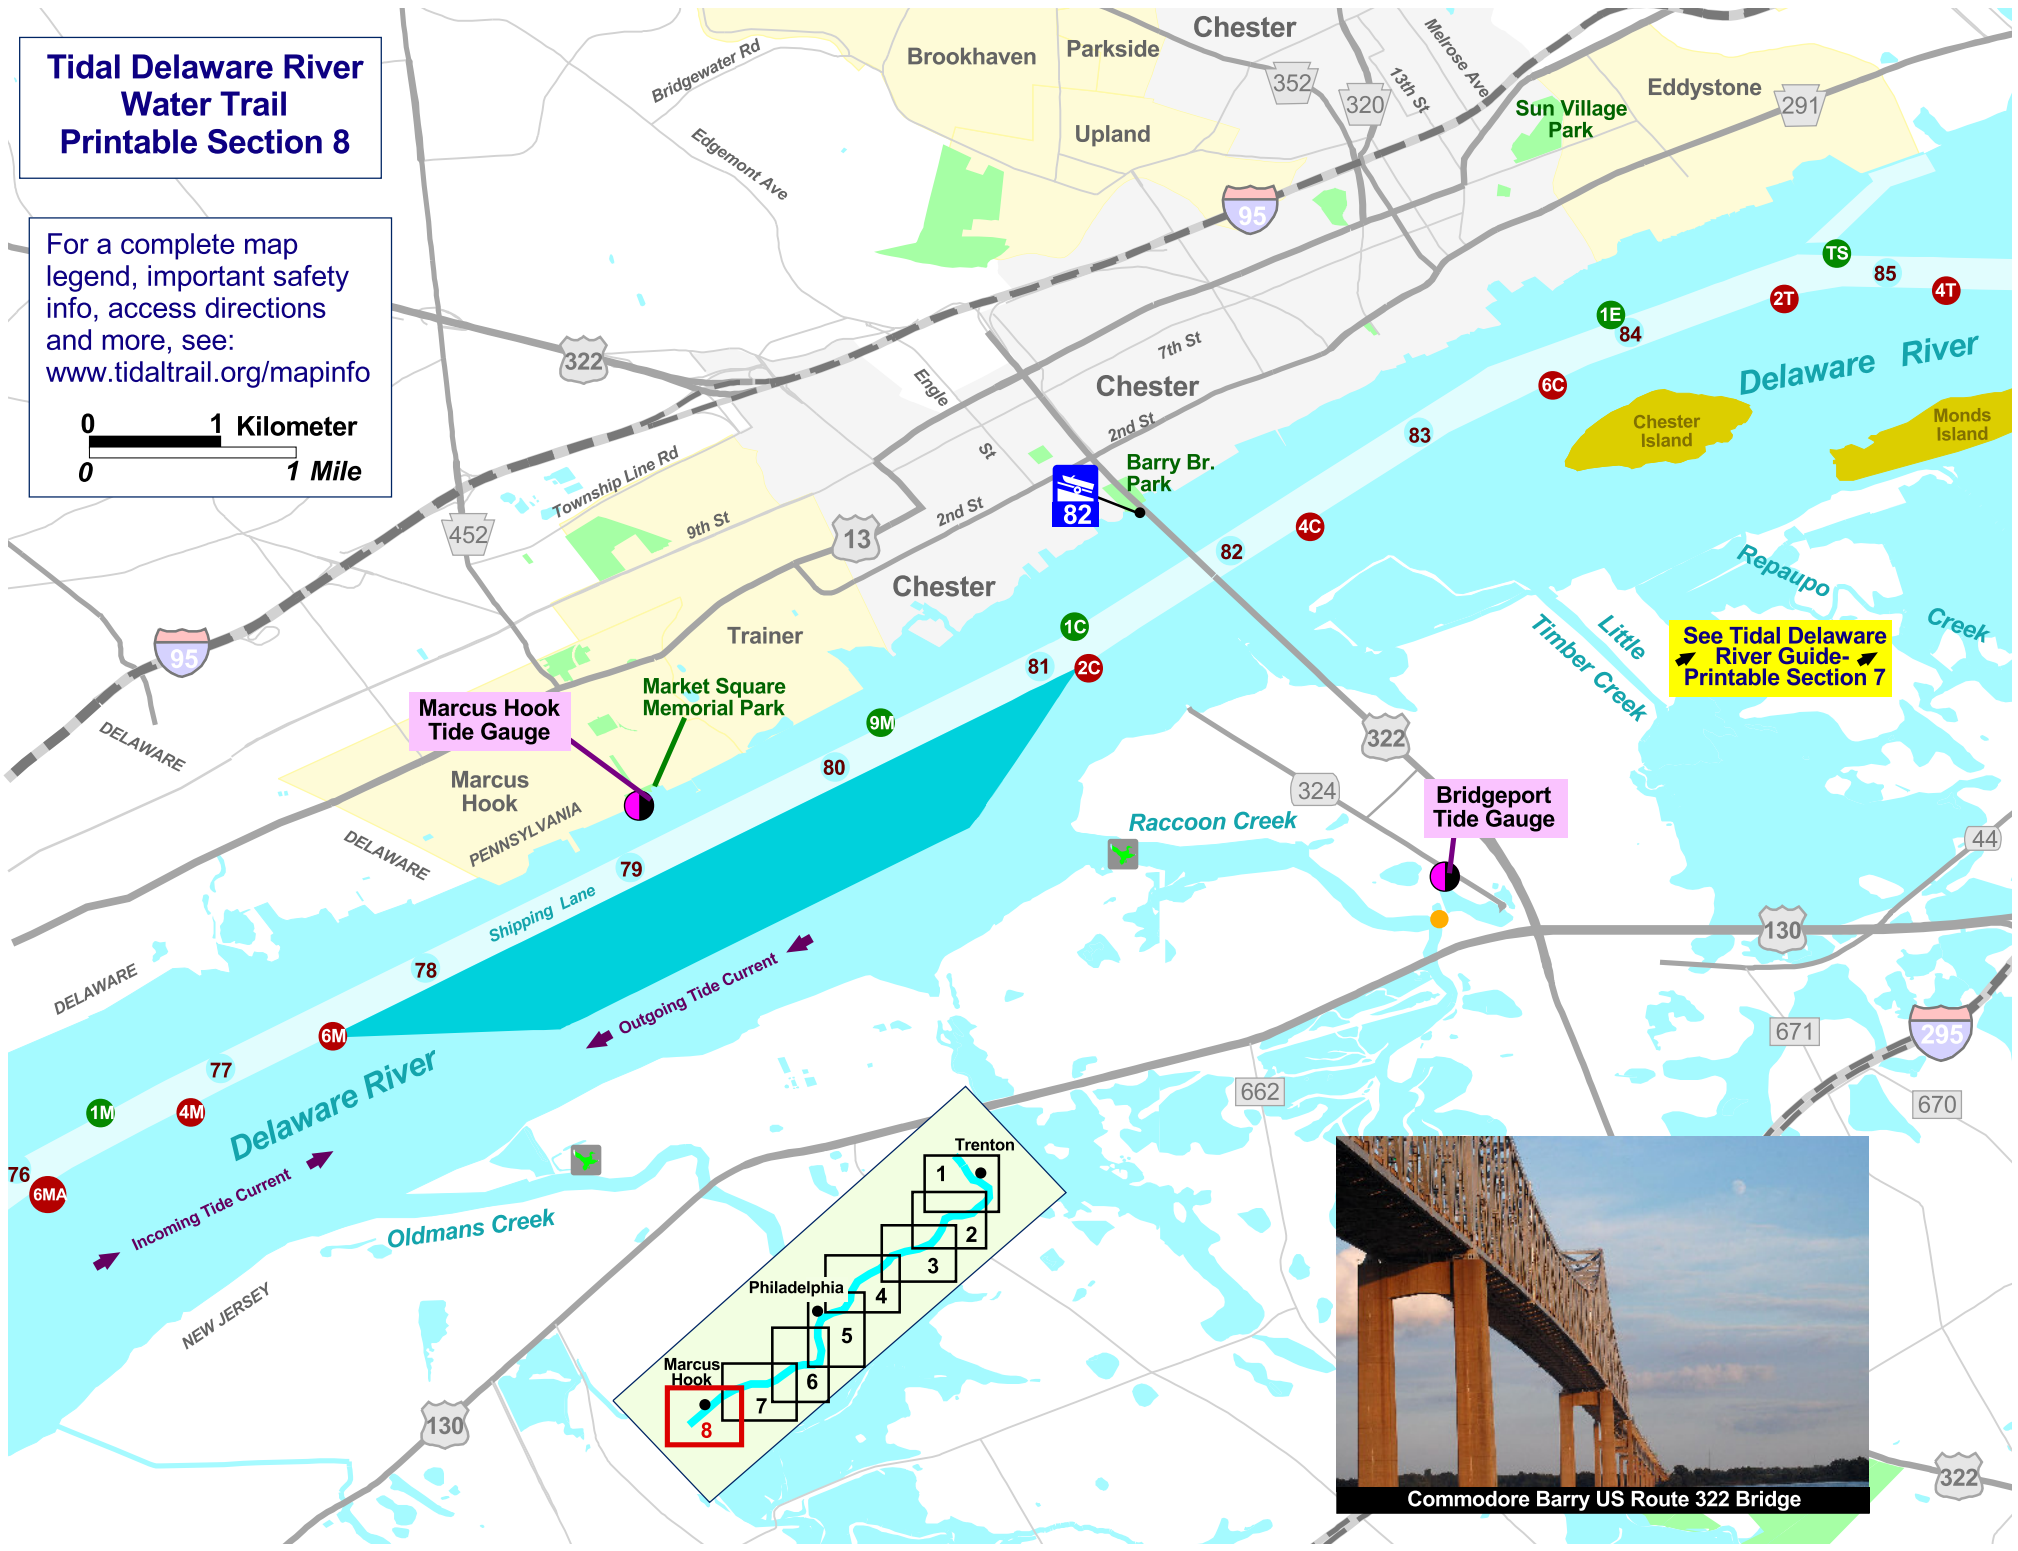 Tidal Delaware River
Water Trail
Printable Section 8
For a complete map
legend, important safety
info, access directions
and more, see:
www.tidaltrail.org/mapinfo
0 1 Kilometer
0 1 Mile
Chester
Brookhaven
Parkside
Upland
Bridgewater Rd
Edgemont Ave
Melrose Ave
13th St
352
320
Sun Village
Park
Eddystone
291
95
322
TS
85
2T
4T
1E
84
6C
Delaware River
83
Chester
Island
Monds
Island
7th St
Chester
Engle
St
2nd St
Barry Br.
Park
82
4C
82
Township Line Rd
452
9th St
2nd St
13
Chester
95
Trainer
1C
81
2C
Little
Timber Creek
Repaupo
Creek
See Tidal Delaware
River Guide-
Printable Section 7
DELAWARE
Marcus Hook
Tide Gauge
Market Square
Memorial Park
9M
80
322
324
Marcus
Hook
PENNSYLVANIA
DELAWARE
Bridgeport
Tide Gauge
Raccoon Creek
44
79
Shipping Lane
130
78
DELAWARE
Outgoing Tide Current
6M
77
1M
4M
Delaware River
671
295
670
662
76
6MA
Incoming Tide Current
Oldmans Creek
NEW JERSEY
Trenton
1
2
3
4
Philadelphia
5
6
7
Marcus
Hook
8
130
322
Commodore Barry US Route 322 Bridge